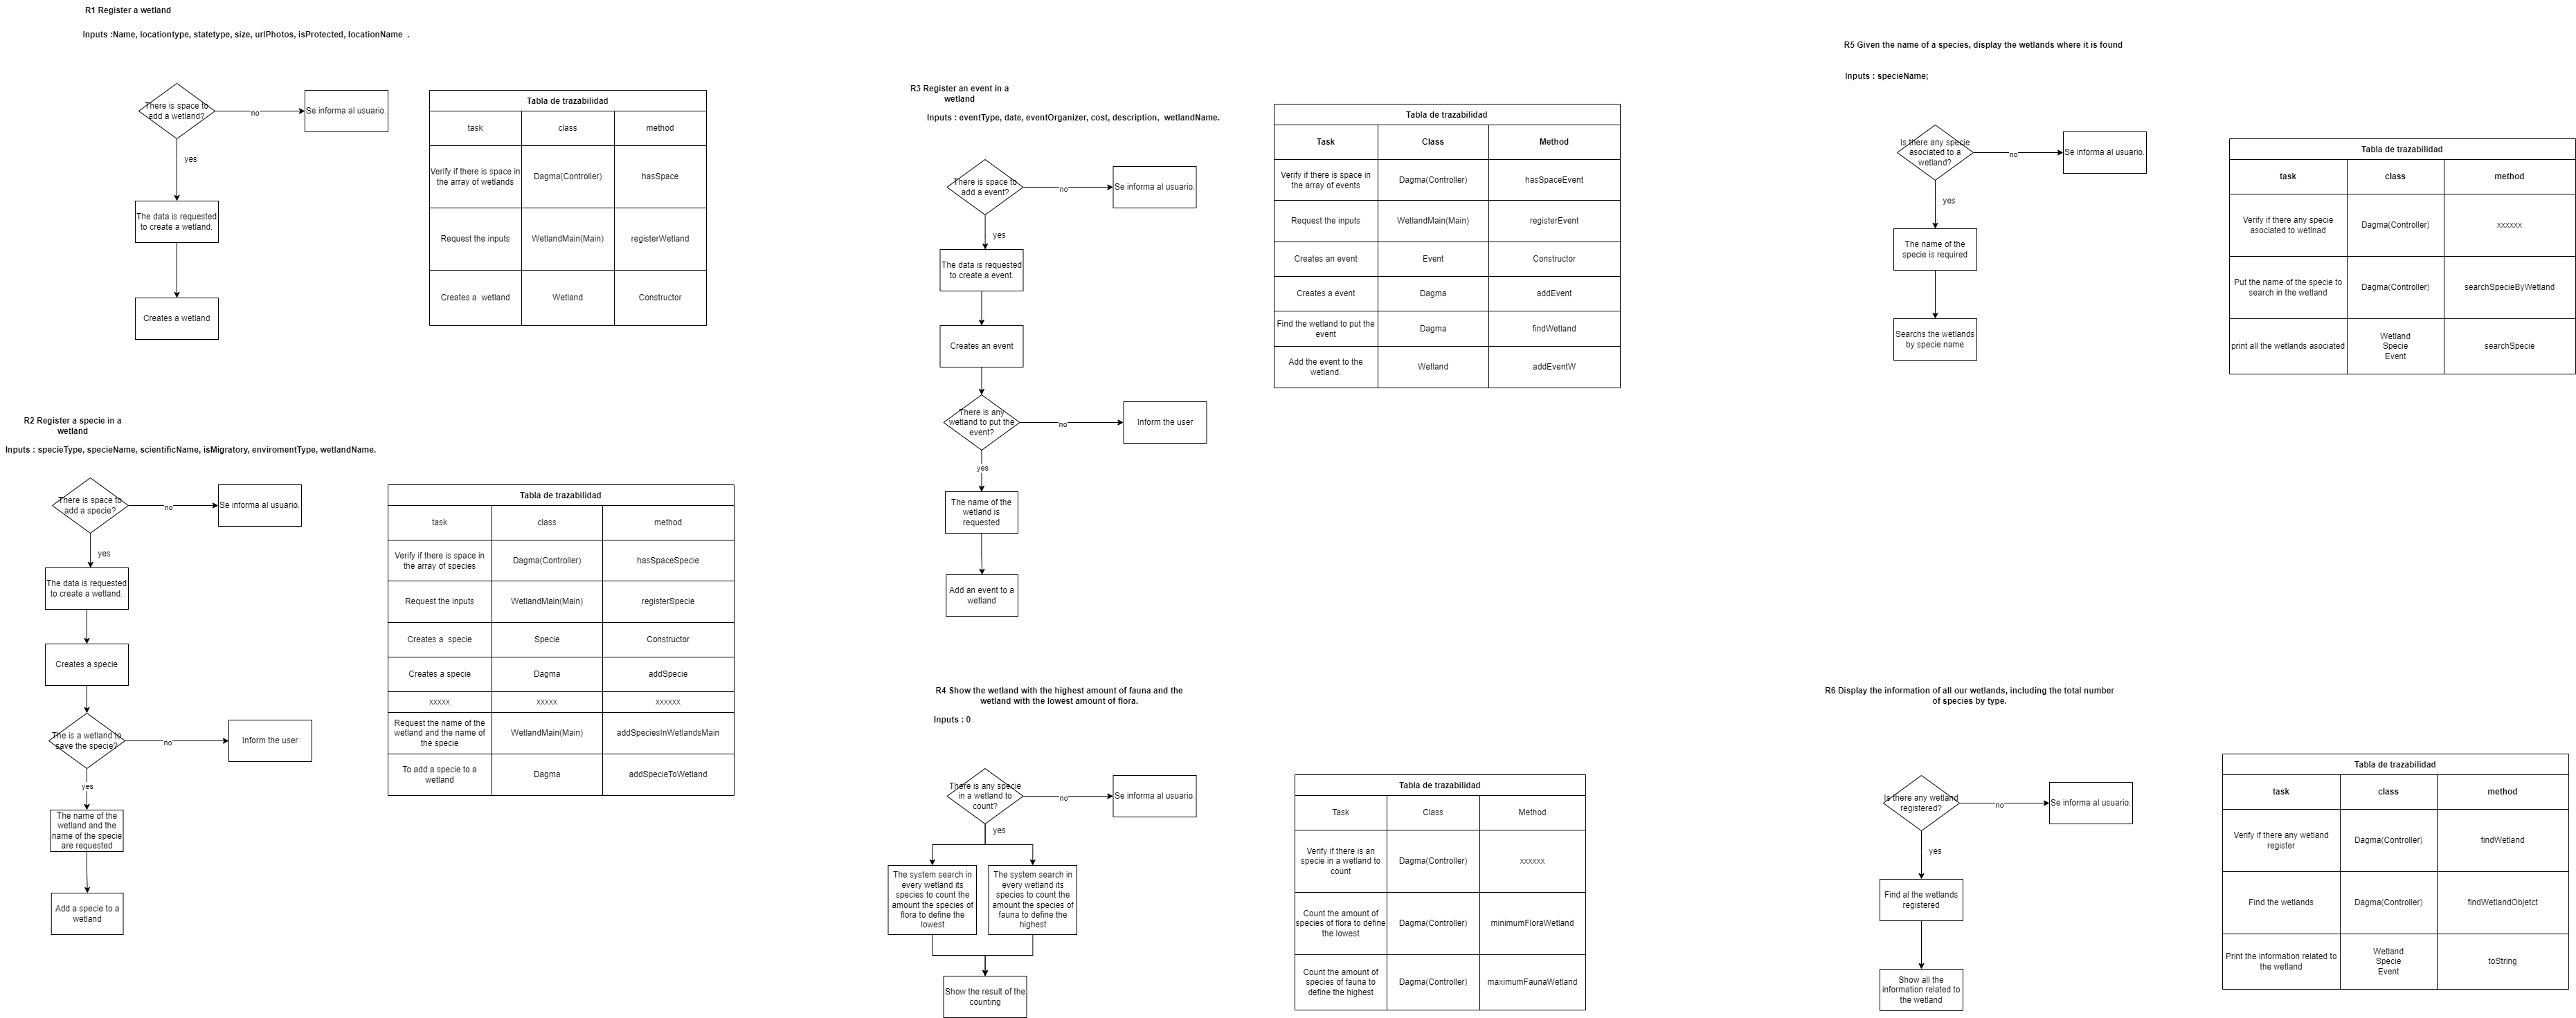 R1 Register a wetland
Inputs :Name, locationtype, statetype, size, urlPhotos, isProtected, locationName .
There is space to
add a wetland?
no
Se informa al usuario.
yes
The data is requested
to create a wetland.
Creates a wetland
Tabla de trazabilidad
task class method
Verify if there is space in
the array of wetlands
Dagma(Controller)
hasSpace
Request the inputs
WetlandMain(Main)
registerWetland
Creates a wetland
Wetland
Constructor
R2 Register a specie in a
wetland
Inputs : specieType, specieName, scientificName, isMigratory, enviromentType, wetlandName.
There is space to
add a specie?
no
Se informa al usuario.
yes
The data is requested
to create a wetland.
Creates a specie
The is a wetland to
save the specie?
no
Inform the user
yes
The name of the
wetland and the
name of the specie
are requested
Add a specie to a
wetland
Tabla de trazabilidad
task class method
Verify if there is space in
the array of species
Dagma(Controller)
hasSpaceSpecie
Request the inputs
WetlandMain(Main)
registerSpecie
Creates a specie
Specie
Constructor
Creates a specie
Dagma
addSpecie
xxxxx xxxxx xxxxxx
Request the name of the
wetland and the name of
the specie
WetlandMain(Main)
addSpeciesInWetlandsMain
To add a specie to a
wetland
Dagma
addSpecieToWetland
R3 Register an event in a
wetland
Inputs : eventType, date, eventOrganizer, cost, description, wetlandName.
There is space to
add a event?
no
Se informa al usuario.
yes
The data is requested
to create a event.
Creates an event
There is any
wetland to put the
event?
no
Inform the user
yes
The name of the
wetland is
requested
Add an event to a
wetland
Tabla de trazabilidad
Task Class Method
Verify if there is space in
the array of events
Dagma(Controller)
hasSpaceEvent
Request the inputs
WetlandMain(Main)
registerEvent
Creates an event
Event
Constructor
Creates a event
Dagma
addEvent
Find the wetland to put the
event
Dagma
findWetland
Add the event to the
wetland.
Wetland
addEventW
R4 Show the wetland with the highest amount of fauna and the
wetland with the lowest amount of flora.
Inputs : 0
There is any specie
in a wetland to
count?
no
Se informa al usuario.
yes
The system search in
every wetland its
species to count the
amount the species of
flora to define the
lowest
The system search in
every wetland its
species to count the
amount the species of
fauna to define the
highest
Show the result of the
counting
Tabla de trazabilidad
Task Class Method
Verify if there is an
specie in a wetland to
count
Dagma(Controller)
xxxxxx
Count the amount of
species of flora to define
the lowest
Dagma(Controller)
minimumFloraWetland
Count the amount of
species of fauna to
define the highest
Dagma(Controller)
maximumFaunaWetland
R5 Given the name of a species, display the wetlands where it is found
Inputs : specieName;
Is there any specie
asociated to a
wetland?
no
Se informa al usuario.
yes
The name of the
specie is required
Searchs the wetlands
by specie name
Tabla de trazabilidad
task class method
Verify if there any specie
asociated to wetlnad
Dagma(Controller)
xxxxxx
Put the name of the specie to
search in the wetland
Dagma(Controller)
searchSpecieByWetland
print all the wetlands asociated
Wetland
Specie
Event
searchSpecie
R6 Display the information of all our wetlands, including the total number
of species by type.
Is there any wetland
registered?
no
Se informa al usuario.
yes
Find al the wetlands
registered
Show all the
information related to
the wetland
Tabla de trazabilidad
task class method
Verify if there any wetland
register
Dagma(Controller)
findWetland
Find the wetlands
Dagma(Controller)
findWetlandObjetct
Print the information related to
the wetland
Wetland
Specie
Event
toString